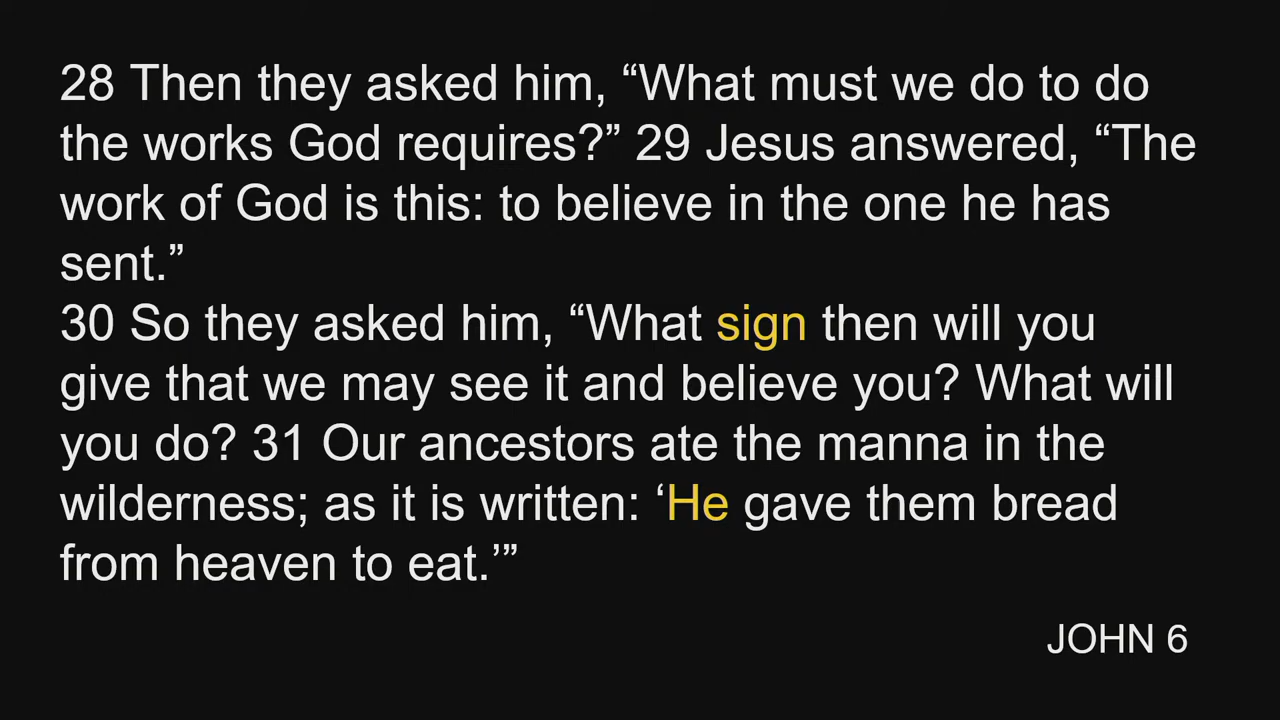 28 Then they asked him, “What must we do to do
the works God requires?” 29 Jesus answered, “The
work of God is this: to believe in the one he has
sent.”
30 So they asked him, “What sign then will you
give that we may see it and believe you? What will
you do? 31 Our ancestors ate the manna in the
wilderness; as it is written: ‘He gave them bread
from heaven to eat.’”
JOHN 6